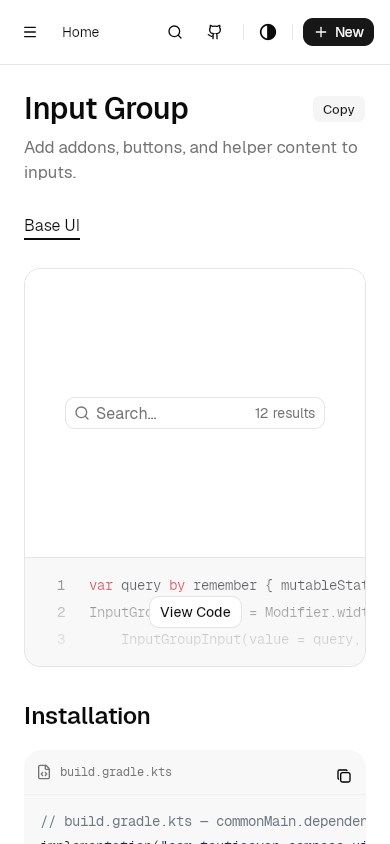 Home
New
Input Group
Copy
Add addons, buttons, and helper content to
inputs.
Base UI
Search...
12 results
1 var query by remember { mutableStat
2 InputGro View Code = Modifier.widt
3 InputGroupInput(value = query,
Installation
build.gradle.kts
// build.gradle.kts — commonMain.dependen